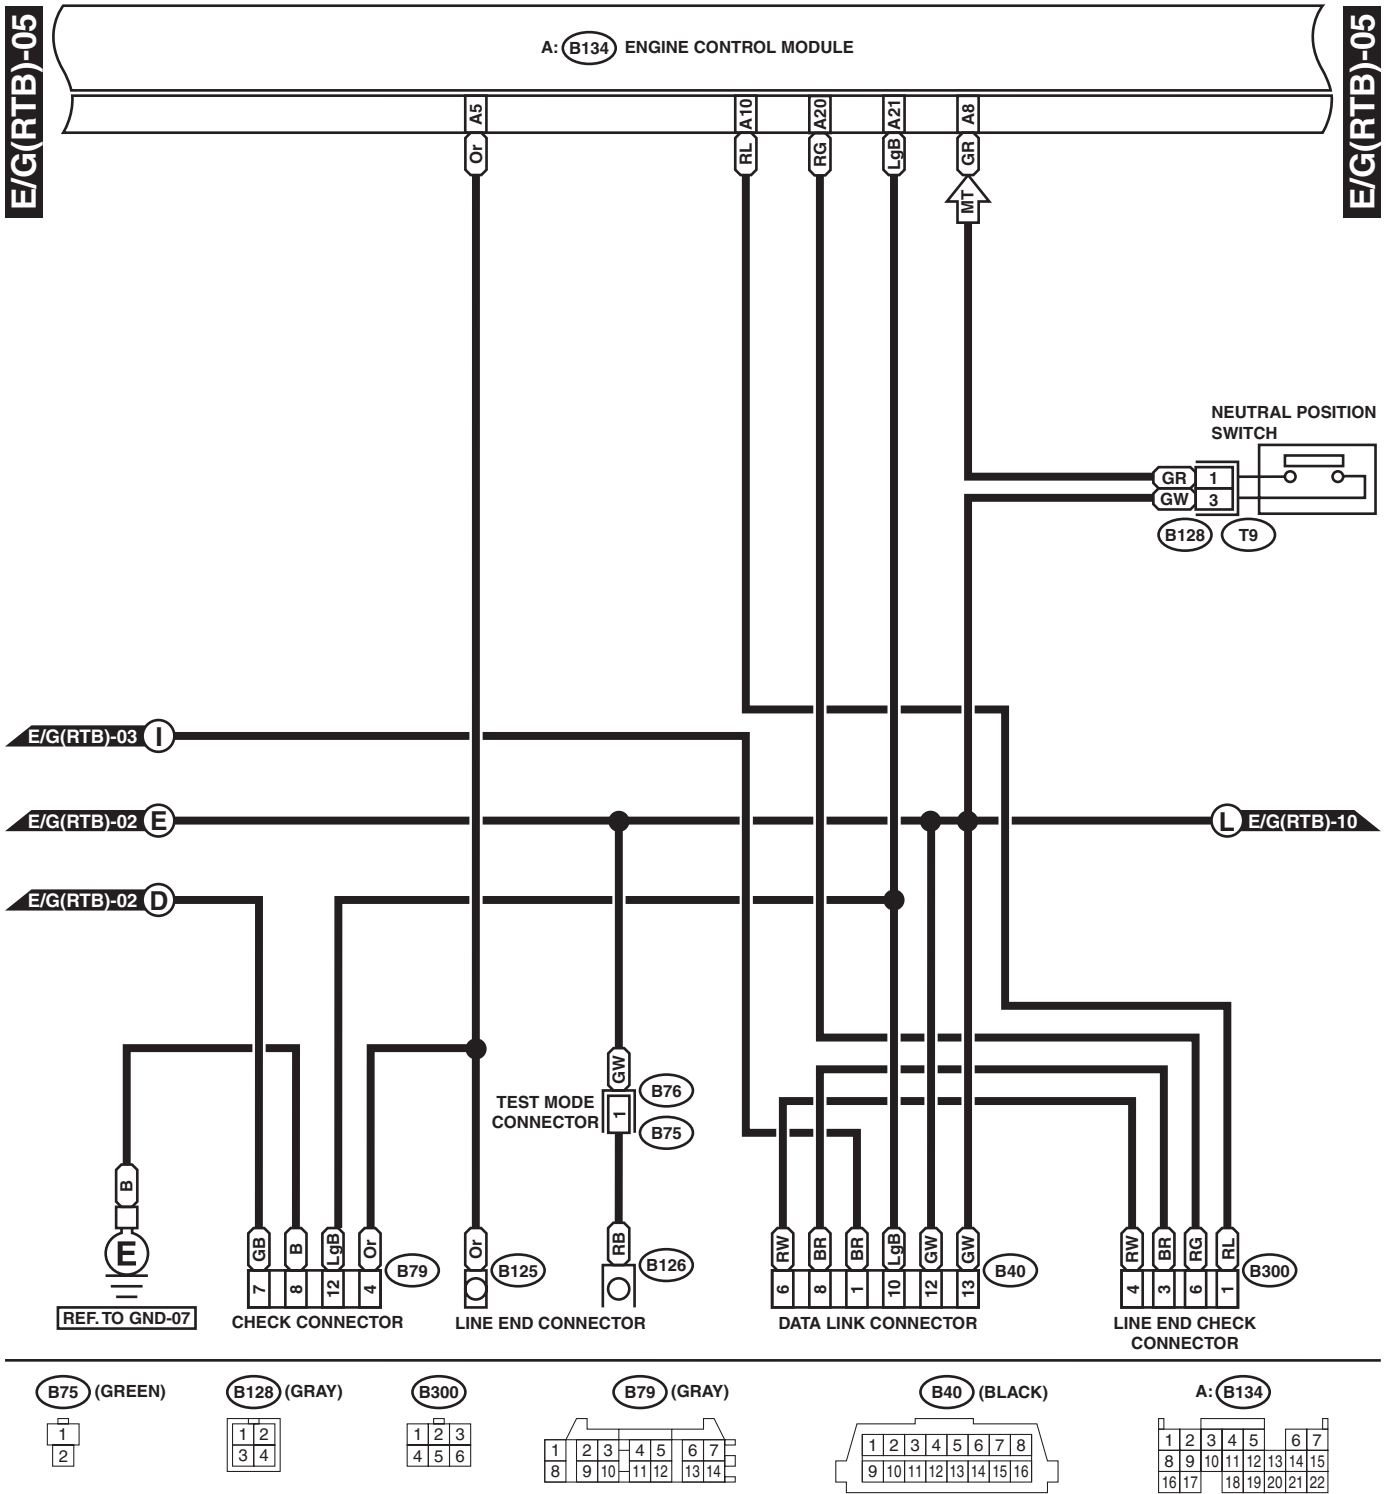 E/G(RTB)-05
A: B134 ENGINE CONTROL MODULE
E/G(RTB)-05
A5 A10 A20 A21 A8
Or RL RG LgB GR
MT
NEUTRAL POSITION
SWITCH
GR 1
GW 3
B128 T9
E/G(RTB)-03 I
E/G(RTB)-02 E
L E/G(RTB)-10
E/G(RTB)-02 D
GW
B76
TEST MODE
CONNECTOR
1
B75
B
E
REF. TO GND-07
GB B LgB Or
7 8 12 4
B79
CHECK CONNECTOR
Or
B125
RB
B126
LINE END CONNECTOR
RW BR BR LgB GW GW
6 8 1 10 12 13
B40
DATA LINK CONNECTOR
RW BR RG RL
4 3 6 1
B300
LINE END CHECK
CONNECTOR
B75 (GREEN)
1
2
B128 (GRAY)
1 2
3 4
B300
1 2 3
4 5 6
B79 (GRAY)
1 2 3 4 5 6 7
8 9 10 11 12 13 14
B40 (BLACK)
1 2 3 4 5 6 7 8
9 10 11 12 13 14 15 16
A: B134
1 2 3 4 5 6 7
8 9 10 11 12 13 14 15
16 17 18 19 20 21 22